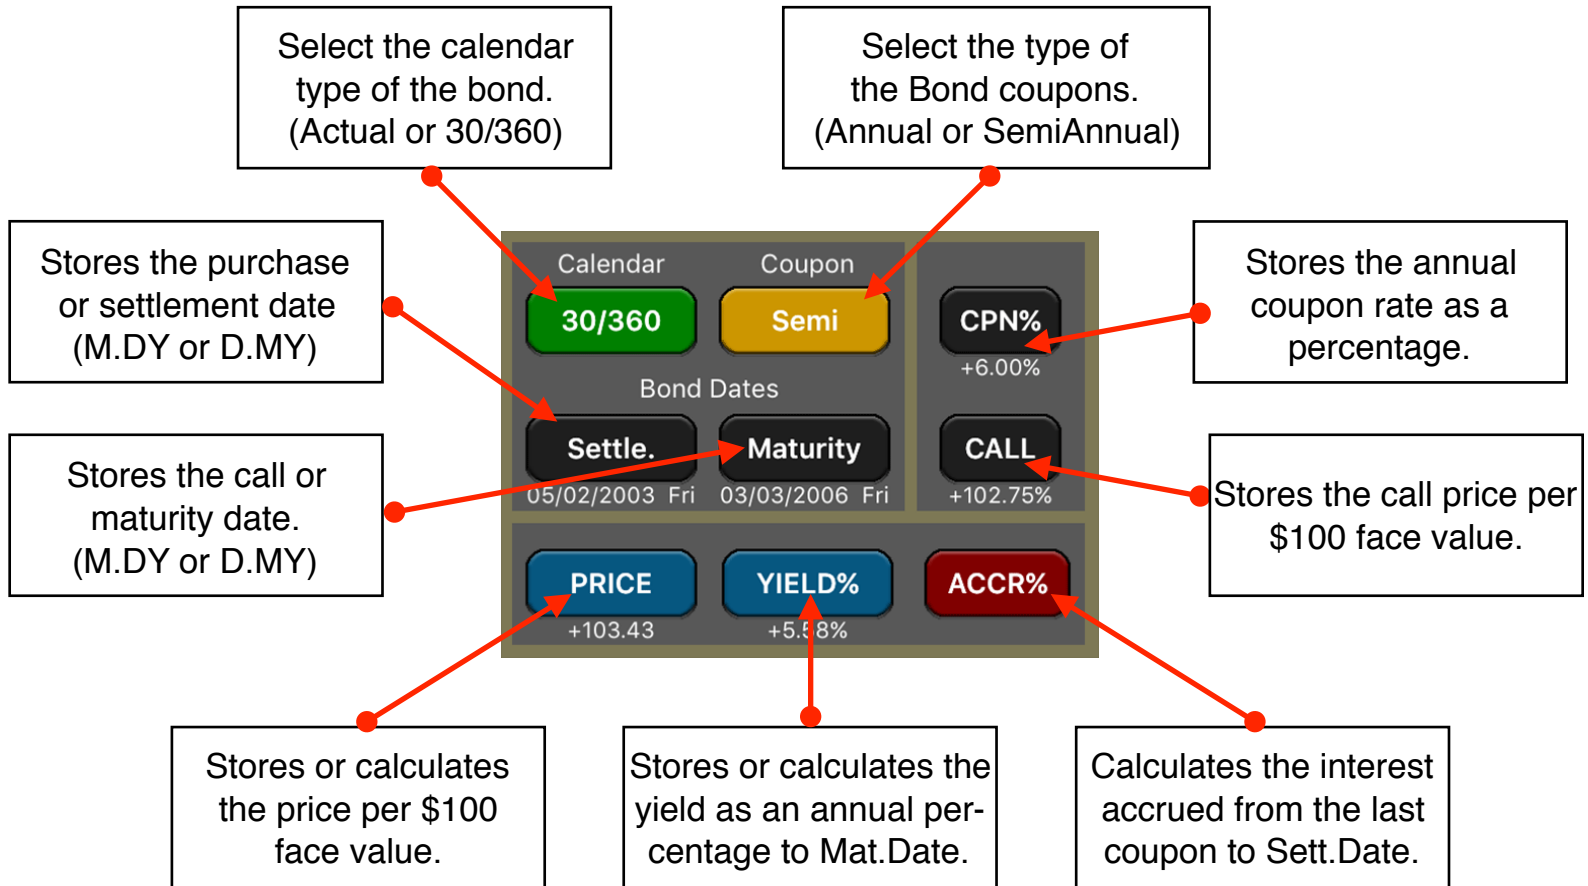 Select the calendar
type of the bond.
(Actual or 30/360)
Select the type of
the Bond coupons.
(Annual or SemiAnnual)
Stores the purchase
or settlement date
(M.DY or D.MY)
Stores the call or
maturity date.
(M.DY or D.MY)
Calendar
Coupon
30/360
Semi
CPN%
+6.00%
Bond Dates
Settle.
Maturity
CALL
05/02/2003 Fri
03/03/2006 Fri
+102.75%
PRICE
YIELD%
ACCR%
+103.43
+5.58%
Stores the annual
coupon rate as a
percentage.
Stores the call price per
$100 face value.
Stores or calculates
the price per $100
face value.
Stores or calculates the
yield as an annual per-
centage to Mat.Date.
Calculates the interest
accrued from the last
coupon to Sett.Date.